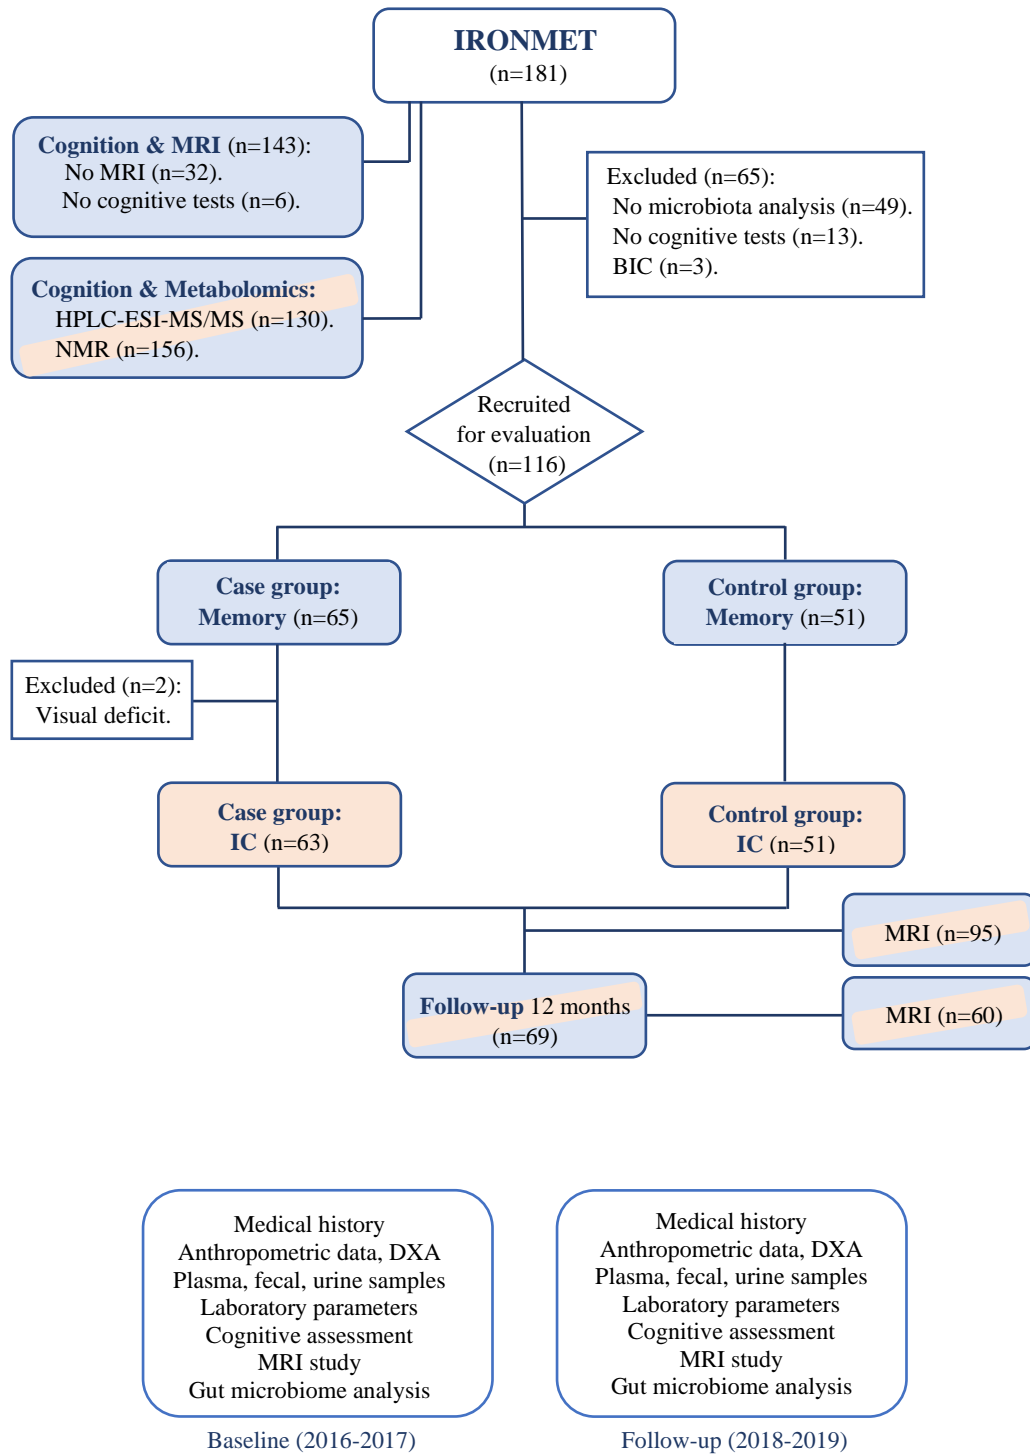 IRONMET
(n=181)
Cognition & MRI (n=143):
No MRI (n=32).
No cognitive tests (n=6).
Excluded (n=65):
No microbiota analysis (n=49).
No cognitive tests (n=13).
BIC (n=3).
Cognition & Metabolomics:
HPLC-ESI-MS/MS (n=130).
NMR (n=156).
Recruited
for evaluation
(n=116)
Case group:
Memory (n=65)
Control group:
Memory (n=51)
Excluded (n=2):
Visual deficit.
Case group:
IC (n=63)
Control group:
IC (n=51)
MRI (n=95)
Follow-up 12 months
(n=69)
MRI (n=60)
Medical history
Anthropometric data, DXA
Plasma, fecal, urine samples
Laboratory parameters
Cognitive assessment
MRI study
Gut microbiome analysis
Baseline (2016-2017)
Medical history
Anthropometric data, DXA
Plasma, fecal, urine samples
Laboratory parameters
Cognitive assessment
MRI study
Gut microbiome analysis
Follow-up (2018-2019)